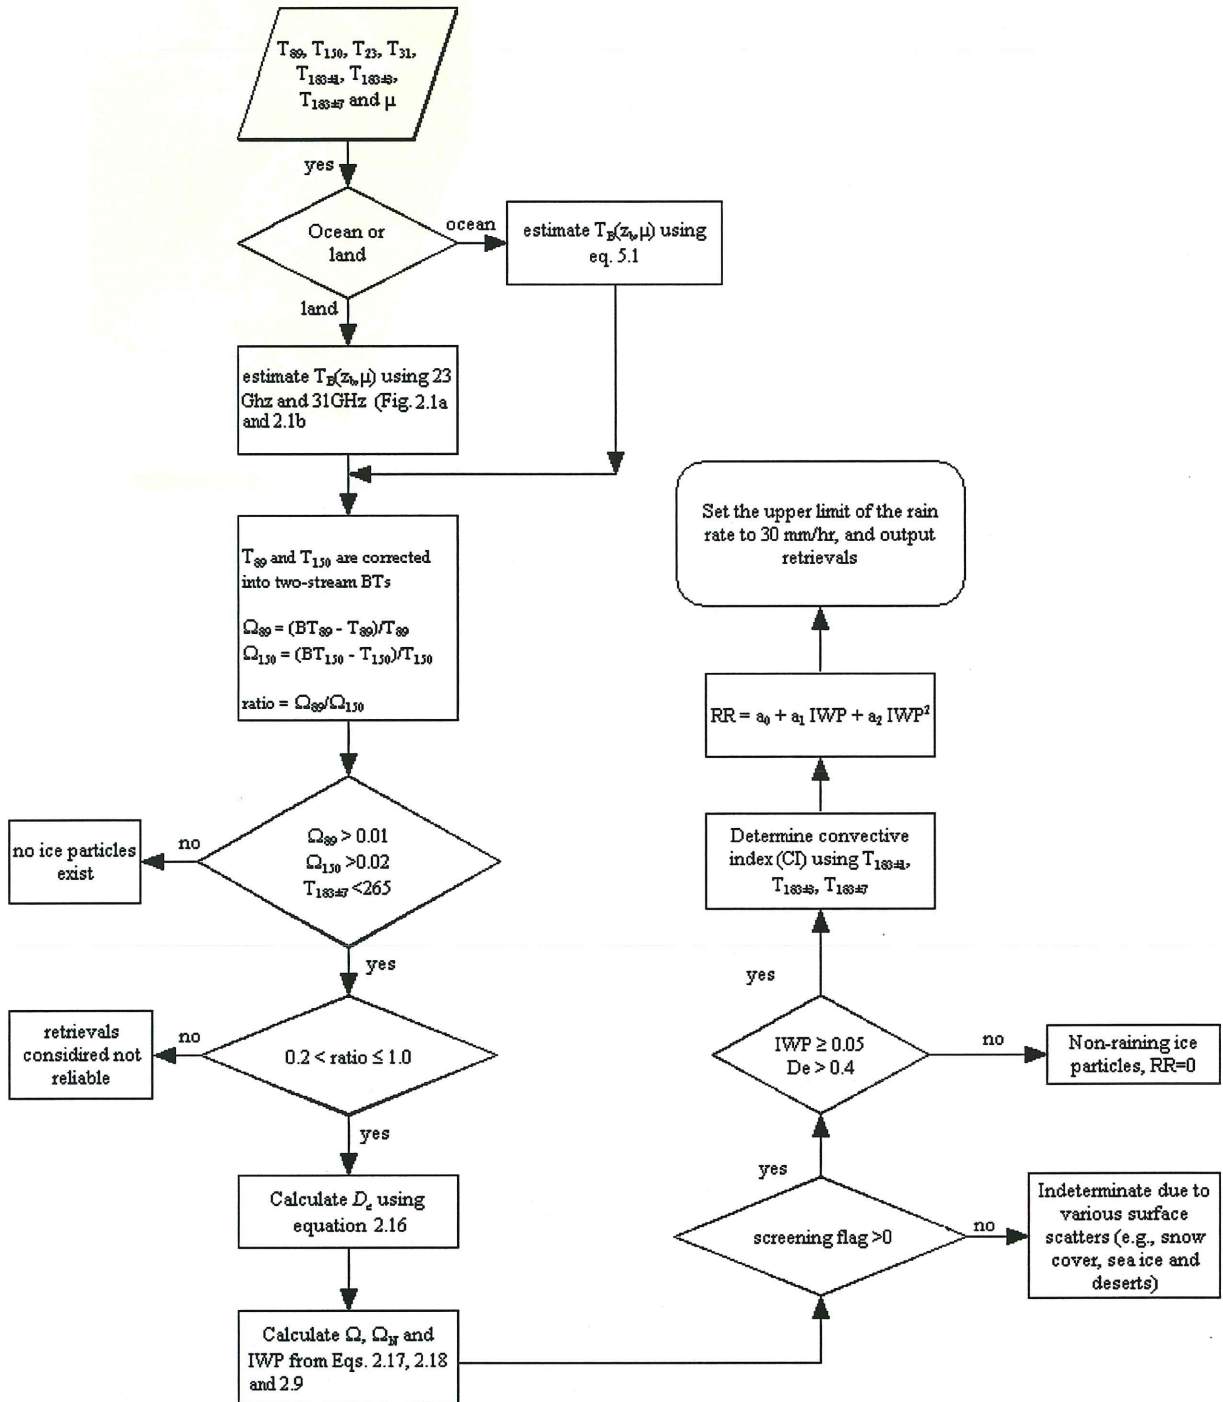 T₈₉, T₁₅₀, T₂₃, T₃₁,
T₁₈₃±₁, T₁₈₃±₃,
T₁₈₃±₇ and μ
yes
Ocean or
land
ocean
estimate T_B(z_b,μ) using
eq. 5.1
land
estimate T_B(z_b,μ) using 23
Ghz and 31GHz (Fig. 2.1a
and 2.1b
T₈₉ and T₁₅₀ are corrected
into two-stream BTs
Ω₈₉ = (BT₈₉ - T₈₉)/T₈₉
Ω₁₅₀ = (BT₁₅₀ - T₁₅₀)/T₁₅₀
ratio = Ω₈₉/Ω₁₅₀
Ω₈₉ > 0.01
Ω₁₅₀ >0.02
T₁₈₃±₇ <265
no
no ice particles
exist
yes
0.2 < ratio ≤ 1.0
no
retrievals
considired not
reliable
yes
Calculate Dₑ using
equation 2.16
Calculate Ω, Ω_N and
IWP from Eqs. 2.17, 2.18
and 2.9
screening flag >0
no
Indeterminate due to
various surface
scatters (e.g., snow
cover, sea ice and
deserts)
yes
IWP ≥ 0.05
De > 0.4
no
Non-raining ice
particles, RR=0
yes
Determine convective
index (CI) using T₁₈₃±₁,
T₁₈₃±₃, T₁₈₃±₇
RR = a₀ + a₁ IWP + a₂ IWP²
Set the upper limit of the rain
rate to 30 mm/hr, and output
retrievals